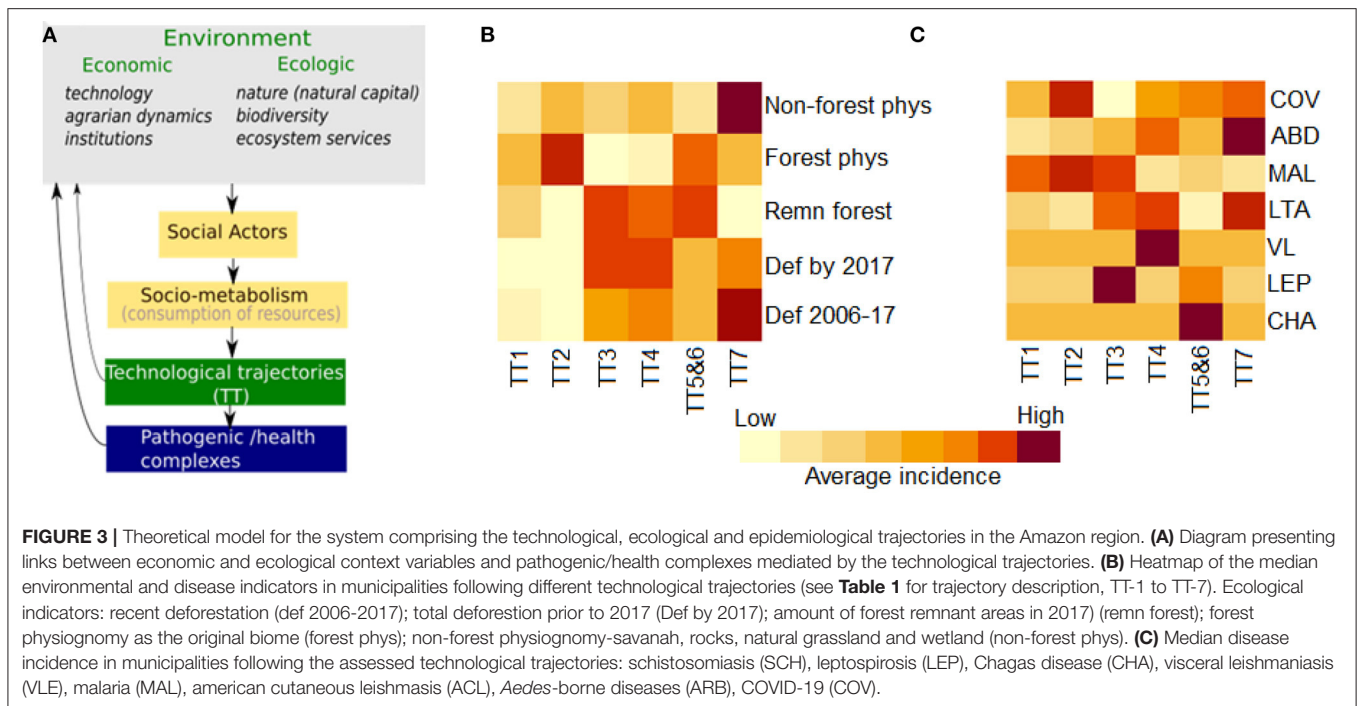 A
Environment
Economic
technology
agrarian dynamics
institutions
Ecologic
nature (natural capital)
biodiversity
ecosystem services
Social Actors
Socio-metabolism
(consumption of resources)
Technological trajectories
(TT)
Pathogenic /health
complexes
B
Non-forest phys
Forest phys
Remn forest
Def by 2017
Def 2006-17
TT1
TT2
TT3
TT4
TT5&6
TT7
C
COV
ABD
MAL
LTA
VL
LEP
CHA
TT1
TT2
TT3
TT4
TT5&6
TT7
Low
High
Average incidence
FIGURE 3 | Theoretical model for the system comprising the technological, ecological and epidemiological trajectories in the Amazon region. (A) Diagram presenting
links between economic and ecological context variables and pathogenic/health complexes mediated by the technological trajectories. (B) Heatmap of the median
environmental and disease indicators in municipalities following different technological trajectories (see Table 1 for trajectory description, TT-1 to TT-7). Ecological
indicators: recent deforestation (def 2006-2017); total deforestion prior to 2017 (Def by 2017); amount of forest remnant areas in 2017) (remn forest); forest
physiognomy as the original biome (forest phys); non-forest physiognomy-savanah, rocks, natural grassland and wetland (non-forest phys). (C) Median disease
incidence in municipalities following the assessed technological trajectories: schistosomiasis (SCH), leptospirosis (LEP), Chagas disease (CHA), visceral leishmaniasis
(VLE), malaria (MAL), american cutaneous leishmasis (ACL), Aedes-borne diseases (ARB), COVID-19 (COV).